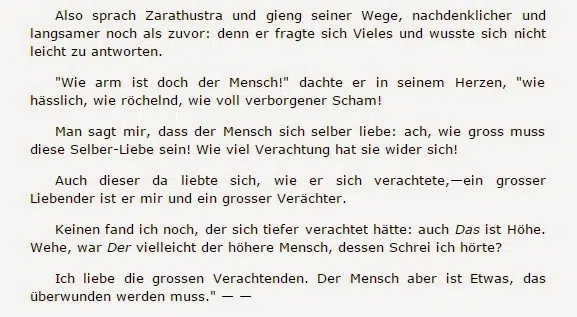 Also sprach Zarathustra und gieng seiner Wege, nachdenklicher und
langsamer noch als zuvor: denn er fragte sich Vieles und wusste sich nicht
leicht zu antworten.
"Wie arm ist doch der Mensch!" dachte er in seinem Herzen, "wie
hässlich, wie röchelnd, wie voll verborgener Scham!
Man sagt mir, dass der Mensch sich selber liebe: ach, wie gross muss
diese Selber-Liebe sein! Wie viel Verachtung hat sie wider sich!
Auch dieser da liebte sich, wie er sich verachtete,—ein grosser
Liebender ist er mir und ein grosser Verächter.
Keinen fand ich noch, der sich tiefer verachtet hätte: auch Das ist Höhe.
Wehe, war Der vielleicht der höhere Mensch, dessen Schrei ich hörte?
Ich liebe die grossen Verachtenden. Der Mensch aber ist Etwas, das
überwunden werden muss." — —